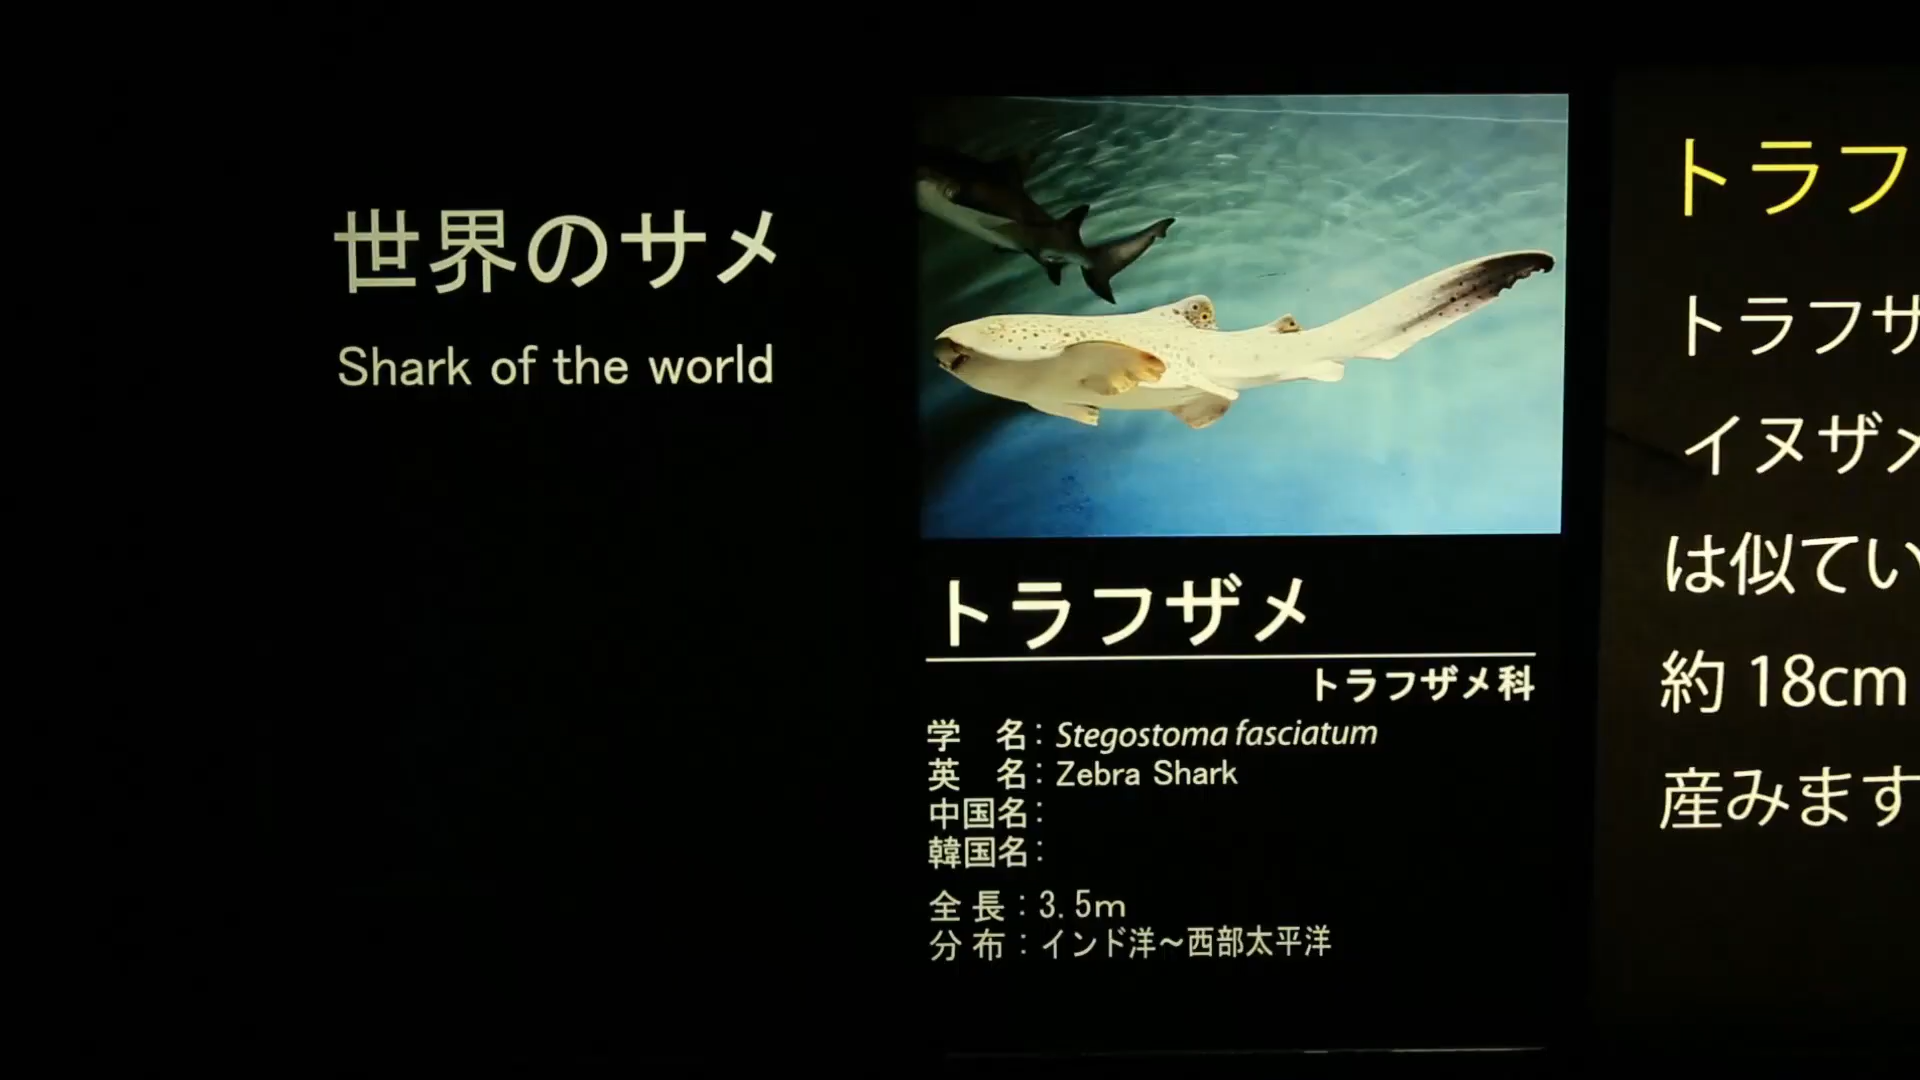 世界のサメ
Shark of the world
トラフザメ
トラフザメ科
学　名：Stegostoma fasciatum
英　名：Zebra Shark
中国名：
韓国名：
全 長：3.5m
分 布：インド洋～西部太平洋
トラフ
トラフザ
イヌザメ
は似てい
約 18cm
産みます